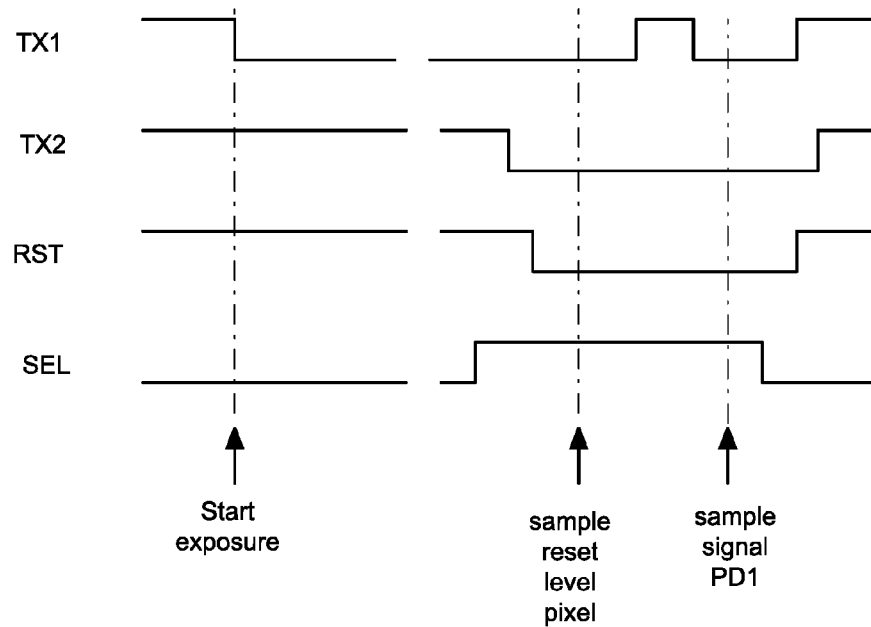 TX1
TX2
RST
SEL
Start
exposure
sample
reset
level
pixel
sample
signal
PD1